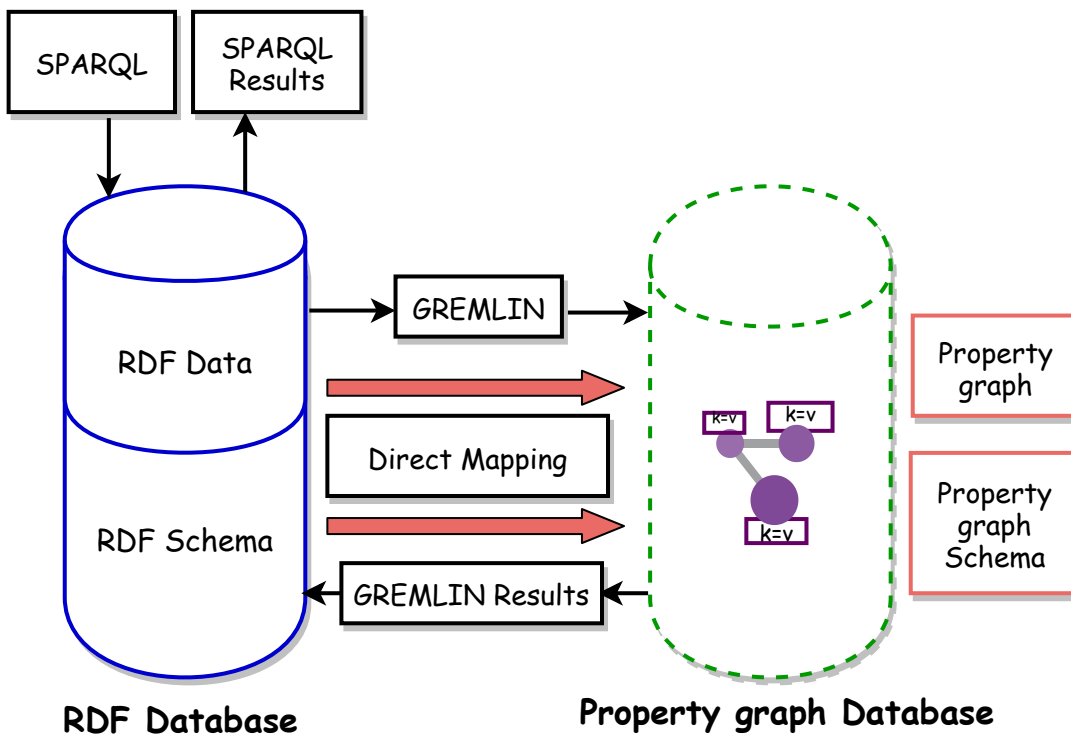 SPARQL
SPARQL
Results
GREMLIN
RDF Data
Property
graph
k=v
k=v
Direct Mapping
RDF Schema
Property
graph
Schema
k=v
GREMLIN Results
RDF Database
Property graph Database